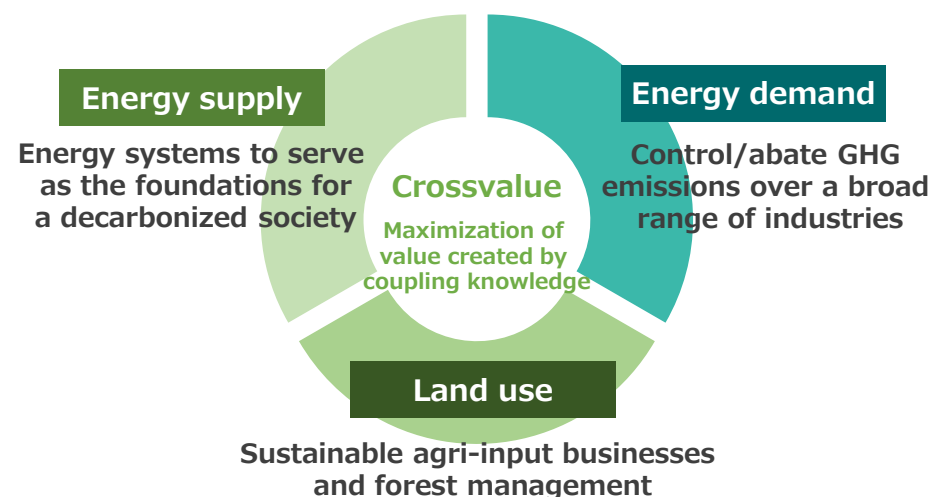 Energy supply
Energy systems to serve
as the foundations for
a decarbonized society
Energy demand
Control/abate GHG
emissions over a broad
range of industries
Crossvalue
Maximization of
value created by
coupling knowledge
Land use
Sustainable agri-input businesses
and forest management